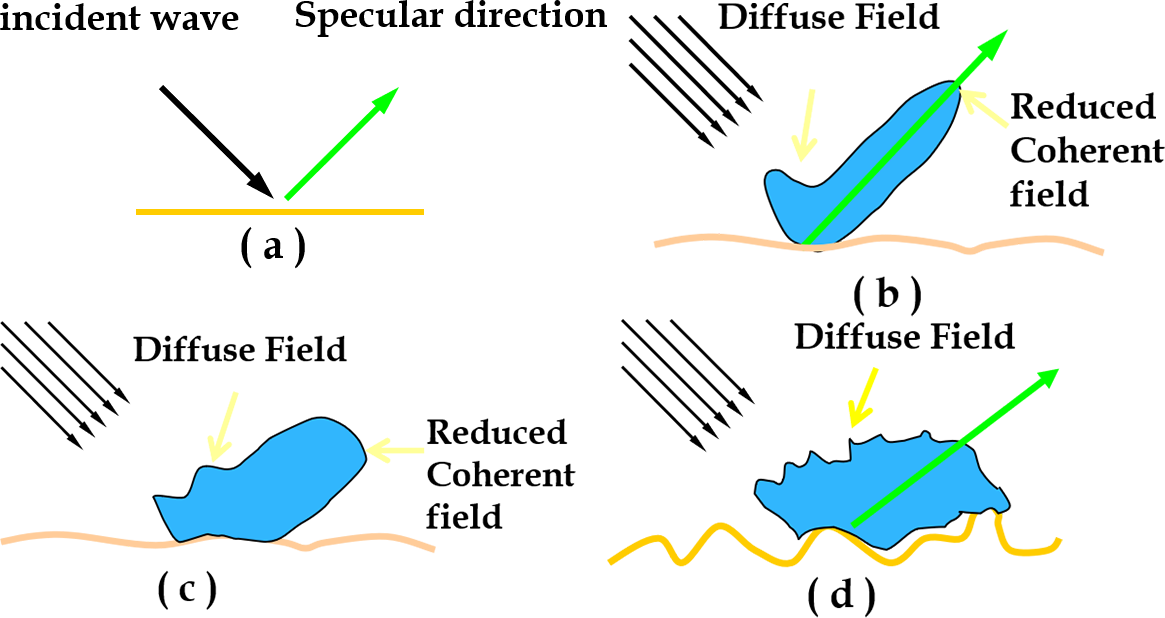 incident wave
Specular direction
( a )
Diffuse Field
Reduced
Coherent
field
( b )
Diffuse Field
Reduced
Coherent
field
( c )
Diffuse Field
( d )